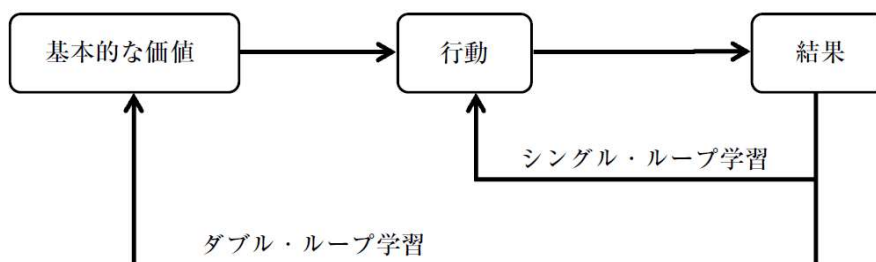 基本的な価値
行動
結果
シングル・ループ学習
ダブル・ループ学習